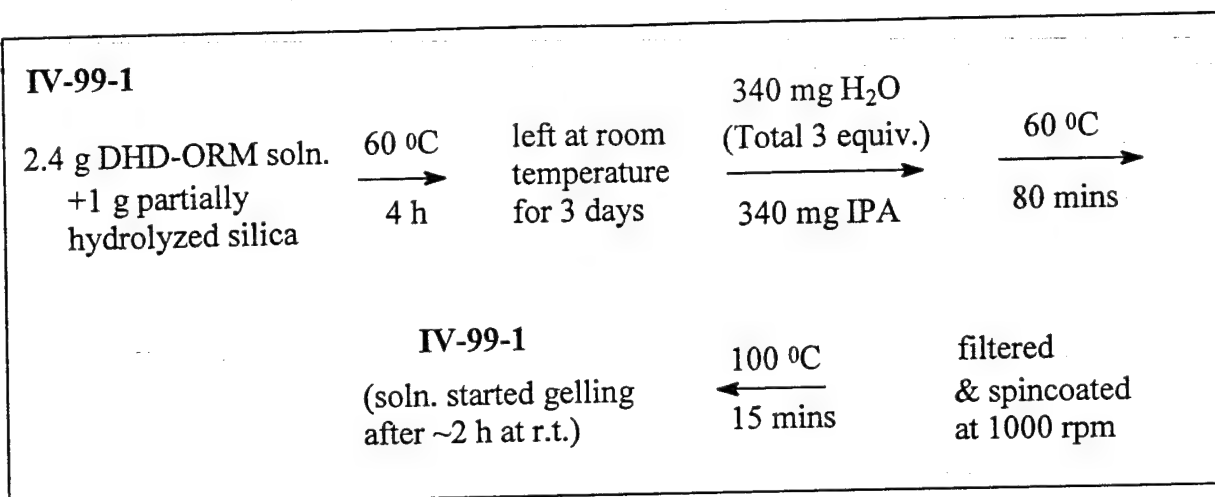 IV-99-1
2.4 g DHD-ORM soln.
+1 g partially
hydrolyzed silica
60 ⁰C
4 h
left at room
temperature
for 3 days
340 mg H₂O
(Total 3 equiv.)
340 mg IPA
60 ⁰C
80 mins
filtered
& spincoated
at 1000 rpm
100 ⁰C
15 mins
IV-99-1
(soln. started gelling
after ~2 h at r.t.)